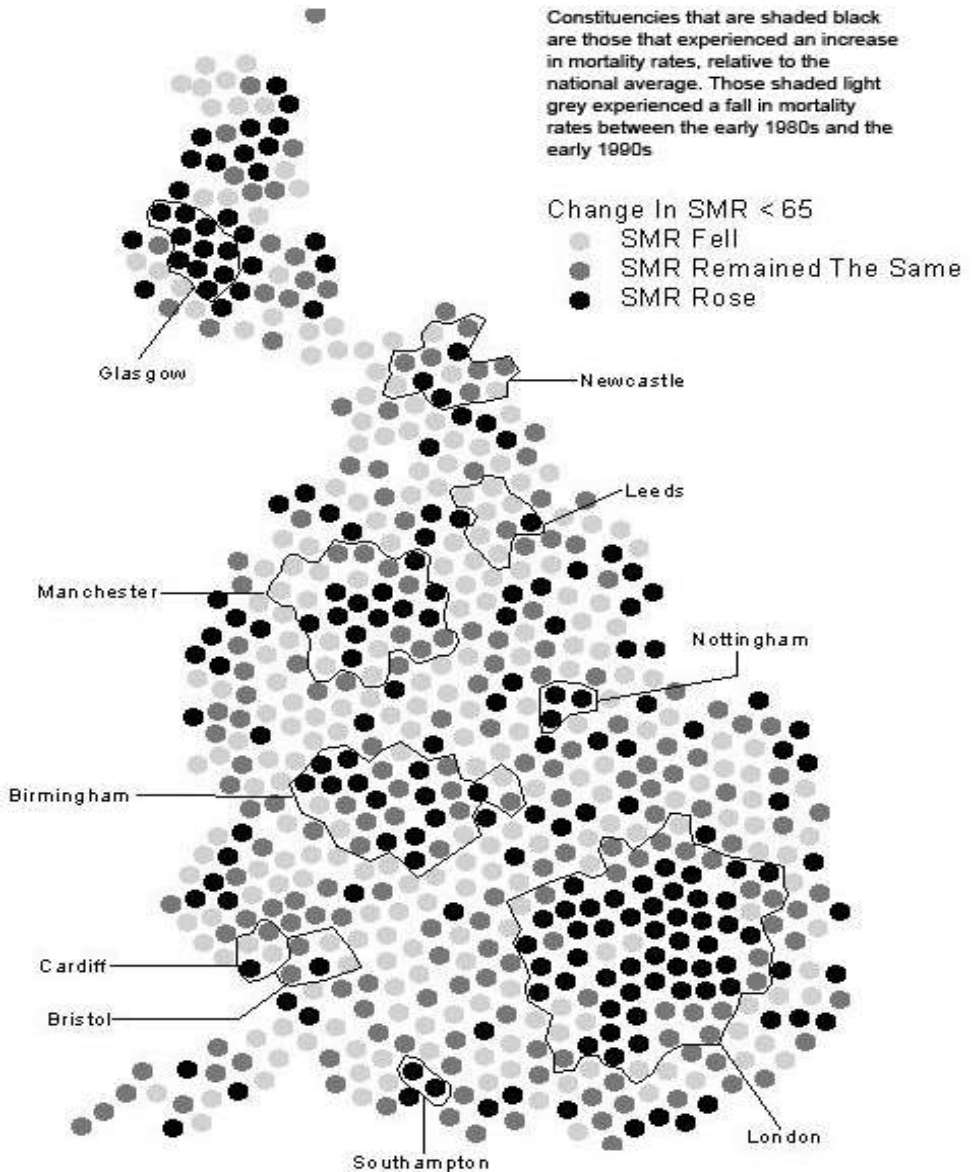 Constituencies that are shaded black
are those that experienced an increase
in mortality rates, relative to the
national average. Those shaded light
grey experienced a fall in mortality
rates between the early 1980s and the
early 1990s
Change In SMR < 65
SMR Fell
SMR Remained The Same
SMR Rose
Glasgow
Newcastle
Leeds
Manchester
Nottingham
Birmingham
Cardiff
Bristol
London
Southampton